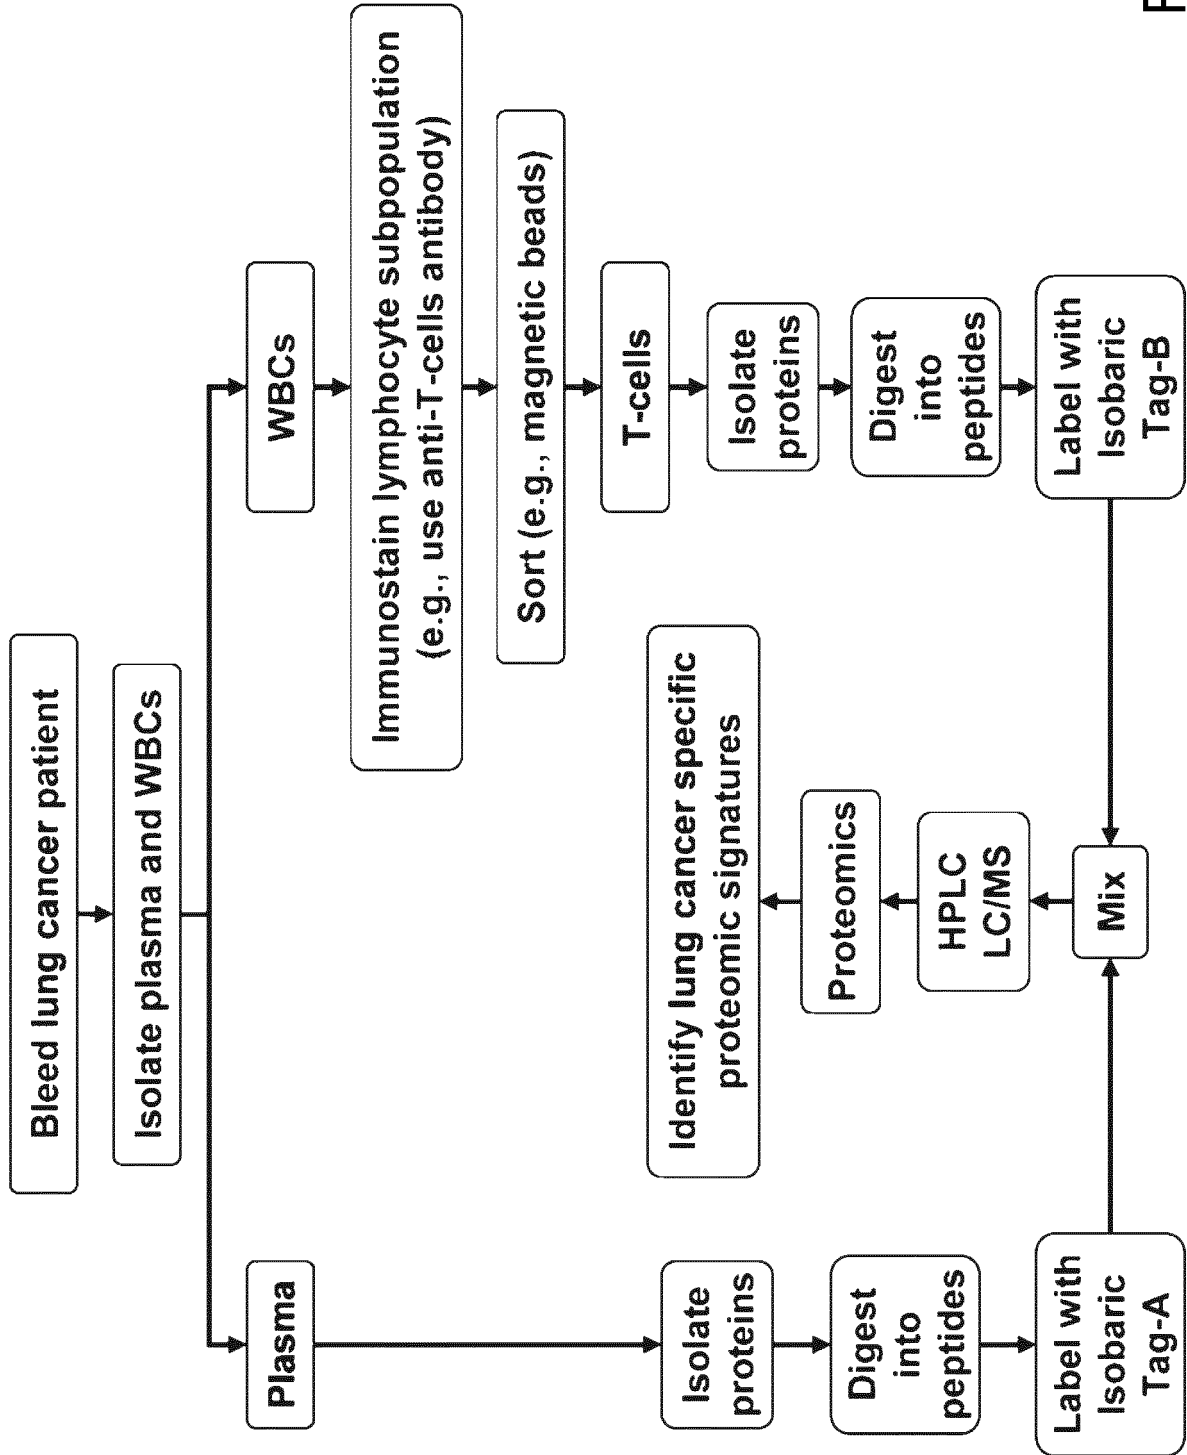 Bleed lung cancer patient
Isolate plasma and WBCs
Plasma
WBCs
Immunostain lymphocyte subpopulation
(e.g., use anti-T-cells antibody)
Sort (e.g., magnetic beads)
T-cells
Isolate
proteins
Isolate
proteins
Digest
into
peptides
Digest
into
peptides
Label with
Isobaric
Tag-A
Label with
Isobaric
Tag-B
Mix
HPLC
LC/MS
Proteomics
Identify lung cancer specific
proteomic signatures